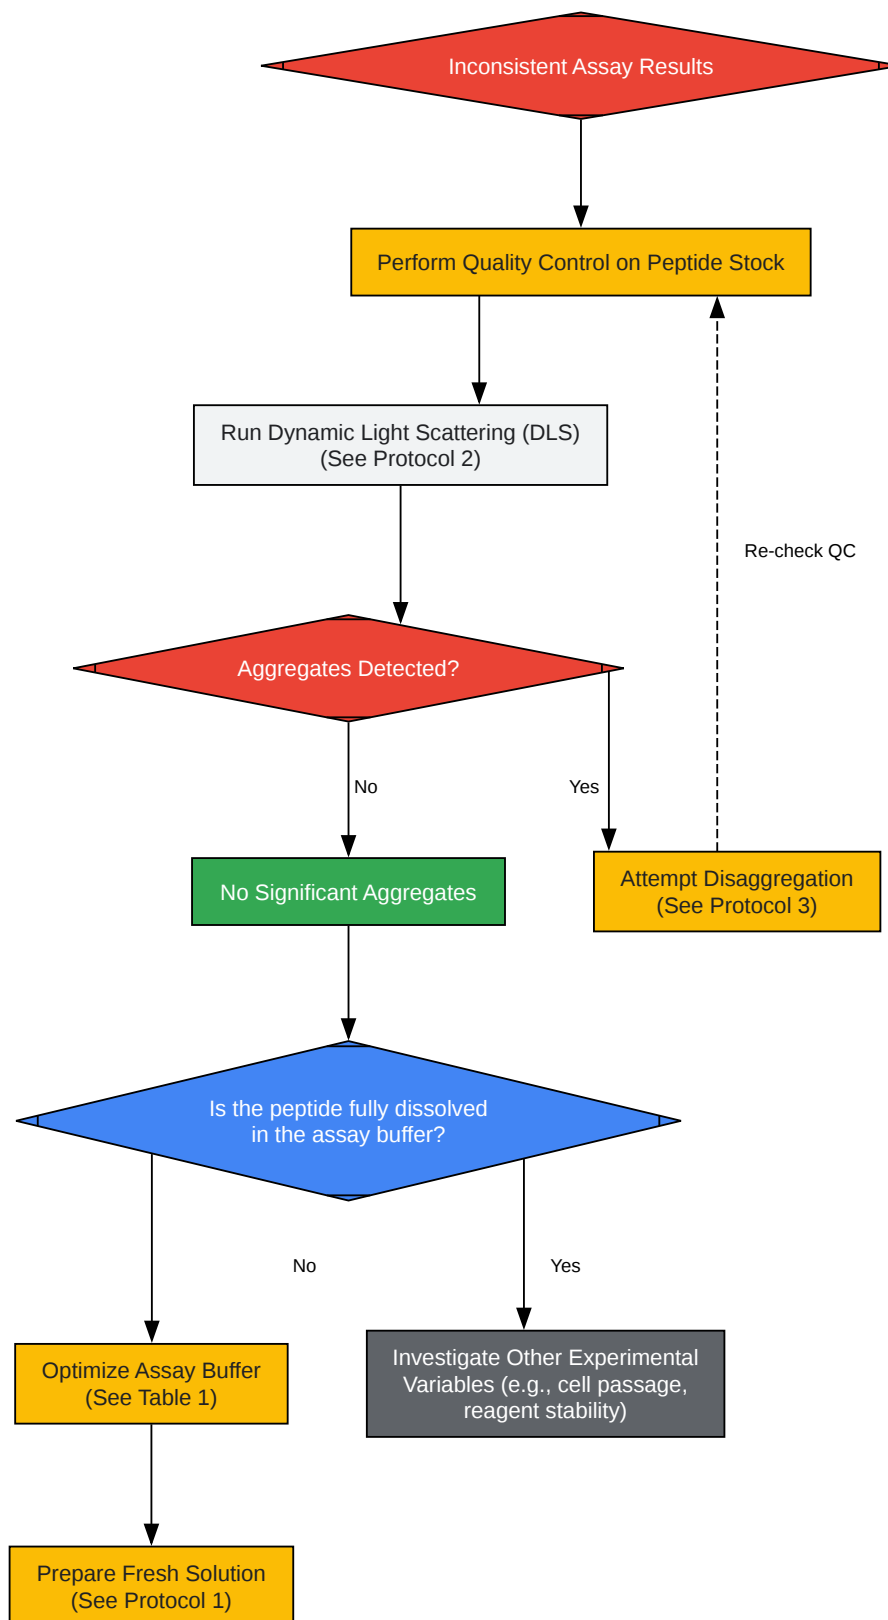 Inconsistent Assay Results
Perform Quality Control on Peptide Stock
Run Dynamic Light Scattering (DLS)
(See Protocol 2)
Re-check QC
Aggregates Detected?
No
Yes
No Significant Aggregates
Attempt Disaggregation
(See Protocol 3)
Is the peptide fully dissolved
in the assay buffer?
No
Yes
Optimize Assay Buffer
(See Table 1)
Investigate Other Experimental
Variables (e.g., cell passage,
reagent stability)
Prepare Fresh Solution
(See Protocol 1)